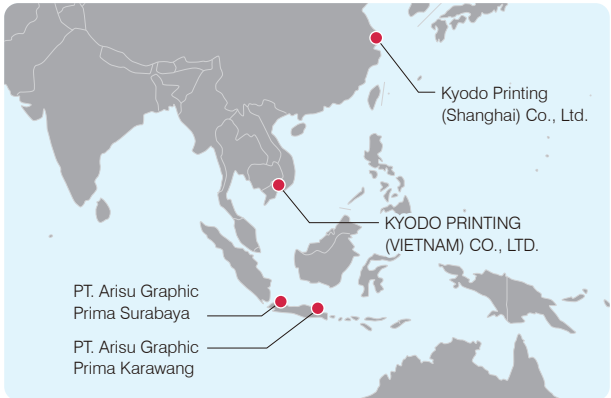 Kyodo Printing
(Shanghai) Co., Ltd.
KYODO PRINTING
(VIETNAM) CO., LTD.
PT. Arisu Graphic
Prima Surabaya
PT. Arisu Graphic
Prima Karawang